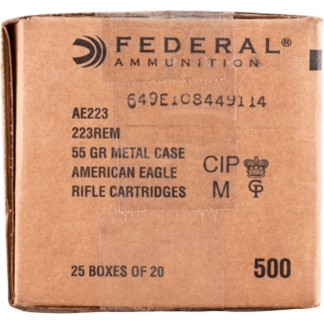 FEDERAL®
AMMUNITION
649E108449114
AE223
223REM
55 GR METAL CASE
AMERICAN EAGLE
RIFLE CARTRIDGES
CIP
M GP
25 BOXES OF 20 500